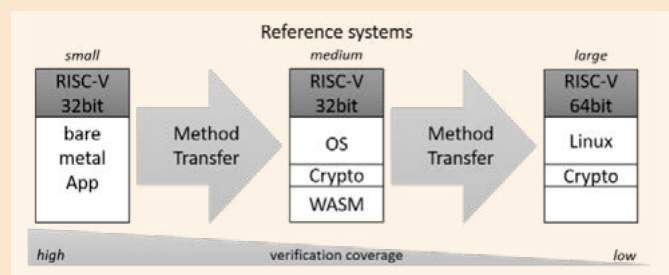 Reference systems
small
medium
large
RISC-V
32bit
bare
metal
App
Method
Transfer
RISC-V
32bit
OS
Crypto
WASM
Method
Transfer
RISC-V
64bit
Linux
Crypto
high
verification coverage
low